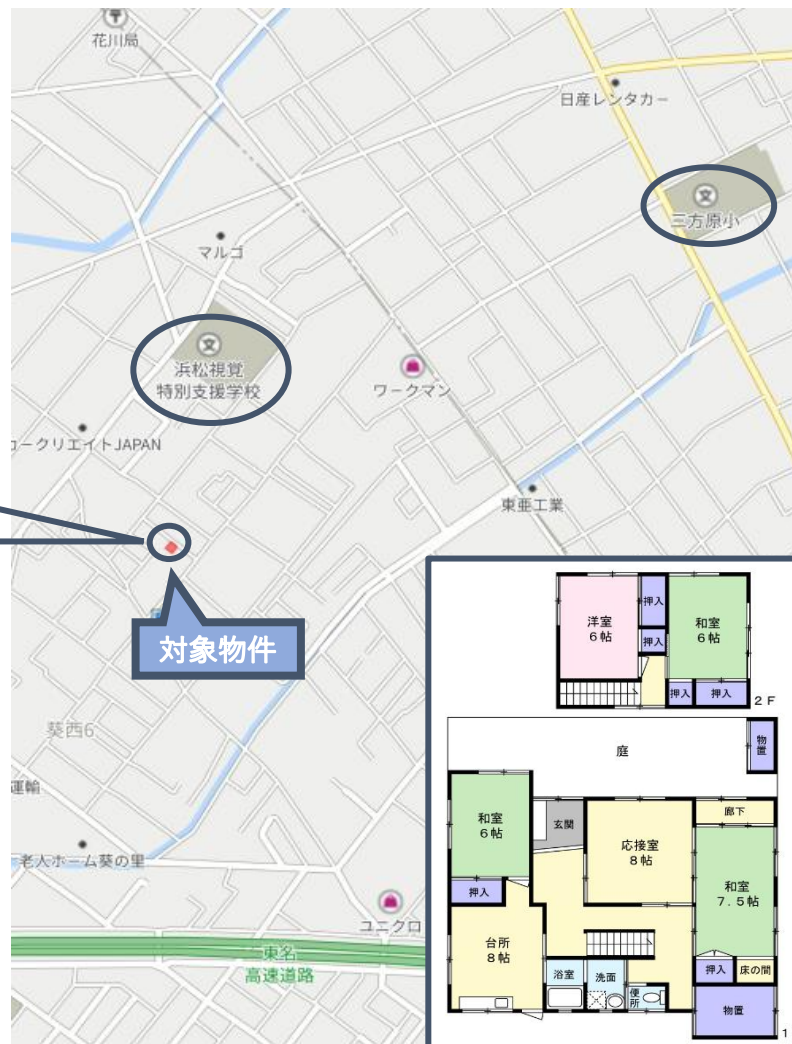 花川局
日産レンタカー
三方原小
マルゴ
浜松視覚
特別支援学校
ワークマン
ークリエイトJAPAN
東亜工業
対象物件
葵西6
運輸
老人ホーム葵の里
ユニクロ
東名
高速道路
洋室
6帖
押入
押入
和室
6帖
押入
押入
2F
庭
物置
和室
6帖
玄関
応接室
8帖
廊下
和室
7.5帖
押入
台所
8帖
浴室
洗面
便所
押入
床の間
物置
1